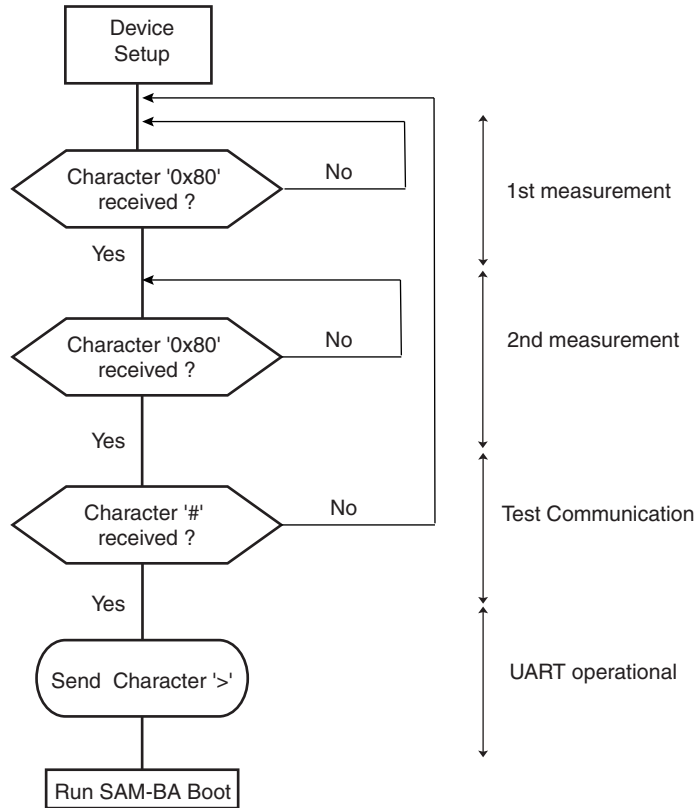 Device
Setup
Character '0x80'
received ?
No
1st measurement
Yes
Character '0x80'
received ?
No
2nd measurement
Yes
Character '#'
received ?
No
Test Communication
Yes
Send Character '>'
UART operational
Run SAM-BA Boot